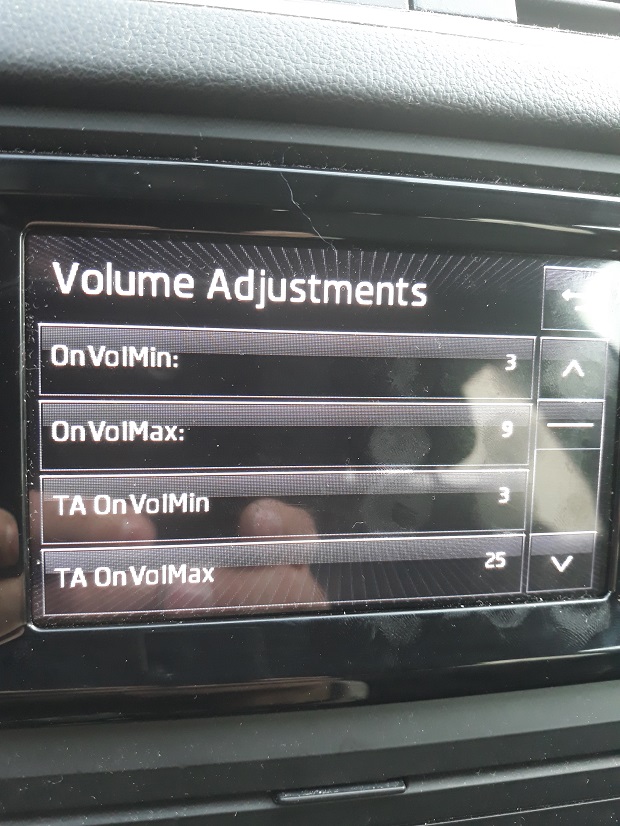 Volume Adjustments
OnVolMin: 3
OnVolMax: 9
TA OnVolMin 3
TA OnVolMax 25